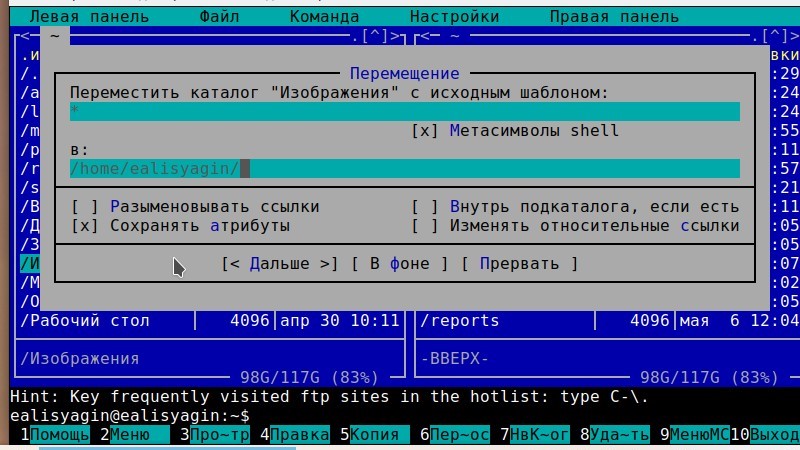 Левая панель Файл Команда Настройки Правая панель
<─ ~ .[^]> <─ ~ .[^]>
.и вки
Перемещение
/. :29
Переместить каталог "Изображения" с исходным шаблоном:
/а :24
*
/l :24
[x] Метасимволы shell
/m :55
в:
/р :11
/home/ealisyagin/
/r :57
/s :21
[ ] Разыменовывать ссылки [ ] Внутрь подкаталога, если есть
/В :11
[x] Сохранять атрибуты [ ] Изменять относительные ссылки
/Д :05
/З :05
[< Дальше >] [ В фоне ] [ Прервать ]
/И :07
/М :02
/О :05
/Рабочий стол 4096 апр 30 10:11 /reports 4096 мая 6 12:04
/Изображения -ВВЕРХ-
98G/117G (83%) 98G/117G (83%)
Hint: Key frequently visited ftp sites in the hotlist: type C-\.
ealisyagin@ealisyagin:~$
1Помощь 2Меню 3Про~тр 4Правка 5Копия 6Пер~ос 7НвК~ог 8Уда~ть 9МенюMC 10Выход